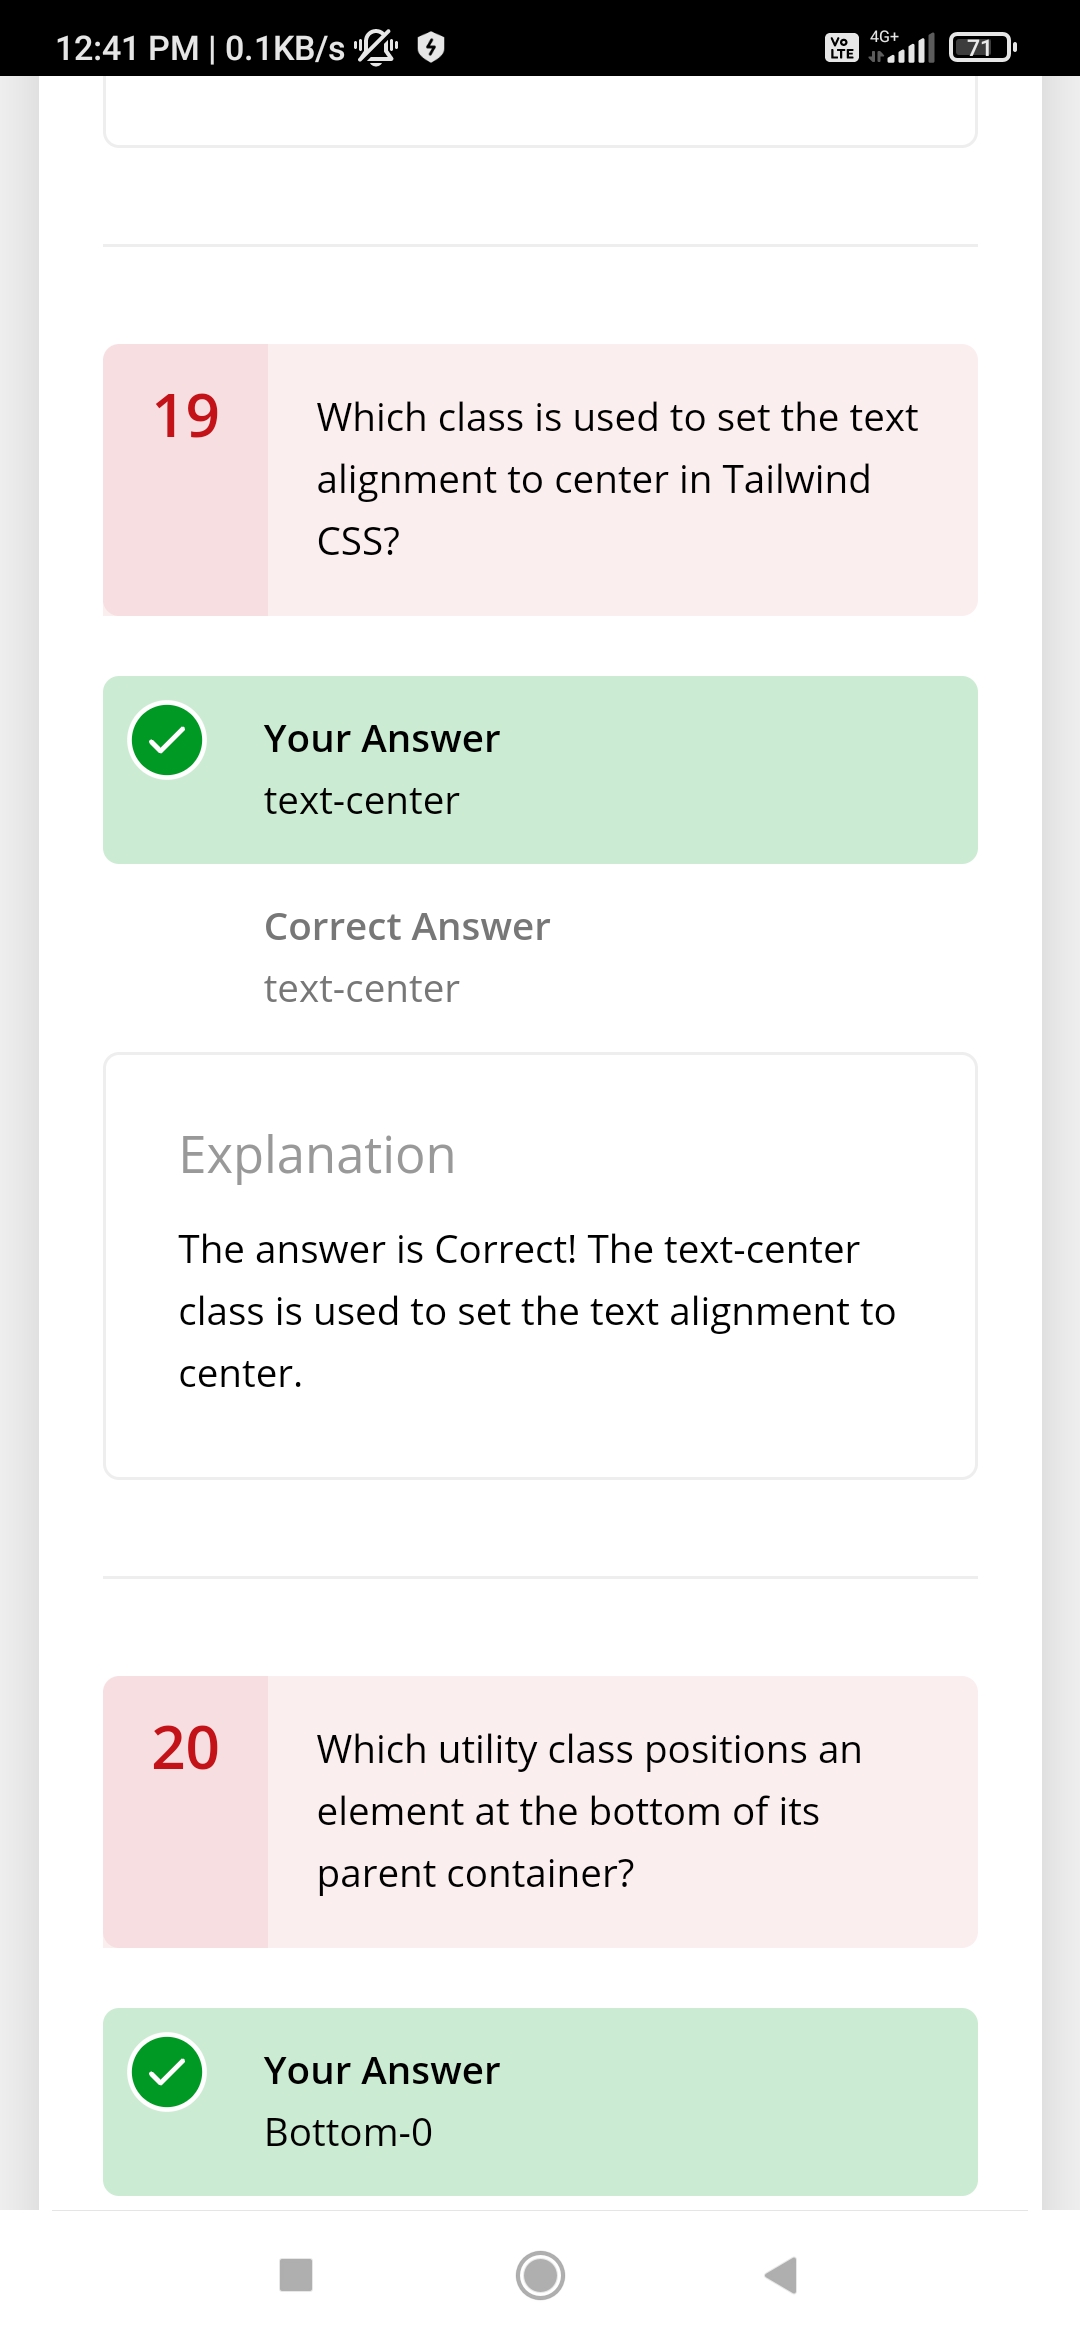 12:41 PM | 0.1KB/s
Vo LTE 4G+ 71
19
Which class is used to set the text
alignment to center in Tailwind
CSS?
Your Answer
text-center
Correct Answer
text-center
Explanation
The answer is Correct! The text-center
class is used to set the text alignment to
center.
20
Which utility class positions an
element at the bottom of its
parent container?
Your Answer
Bottom-0